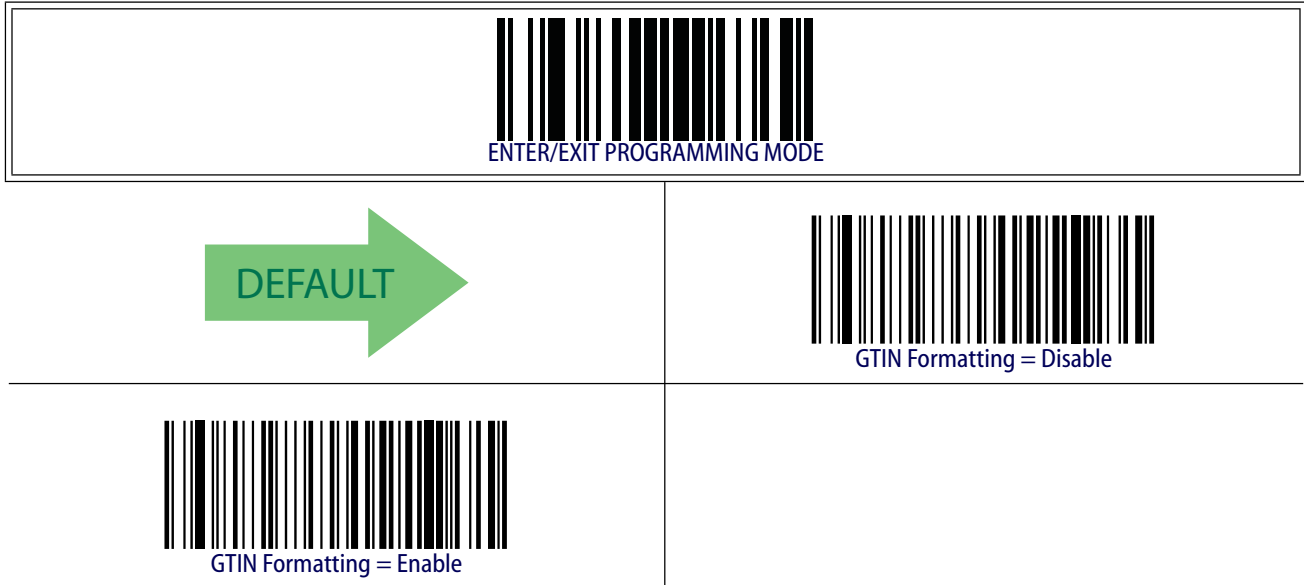 ENTER/EXIT PROGRAMMING MODE
DEFAULT
GTIN Formatting = Disable
GTIN Formatting = Enable